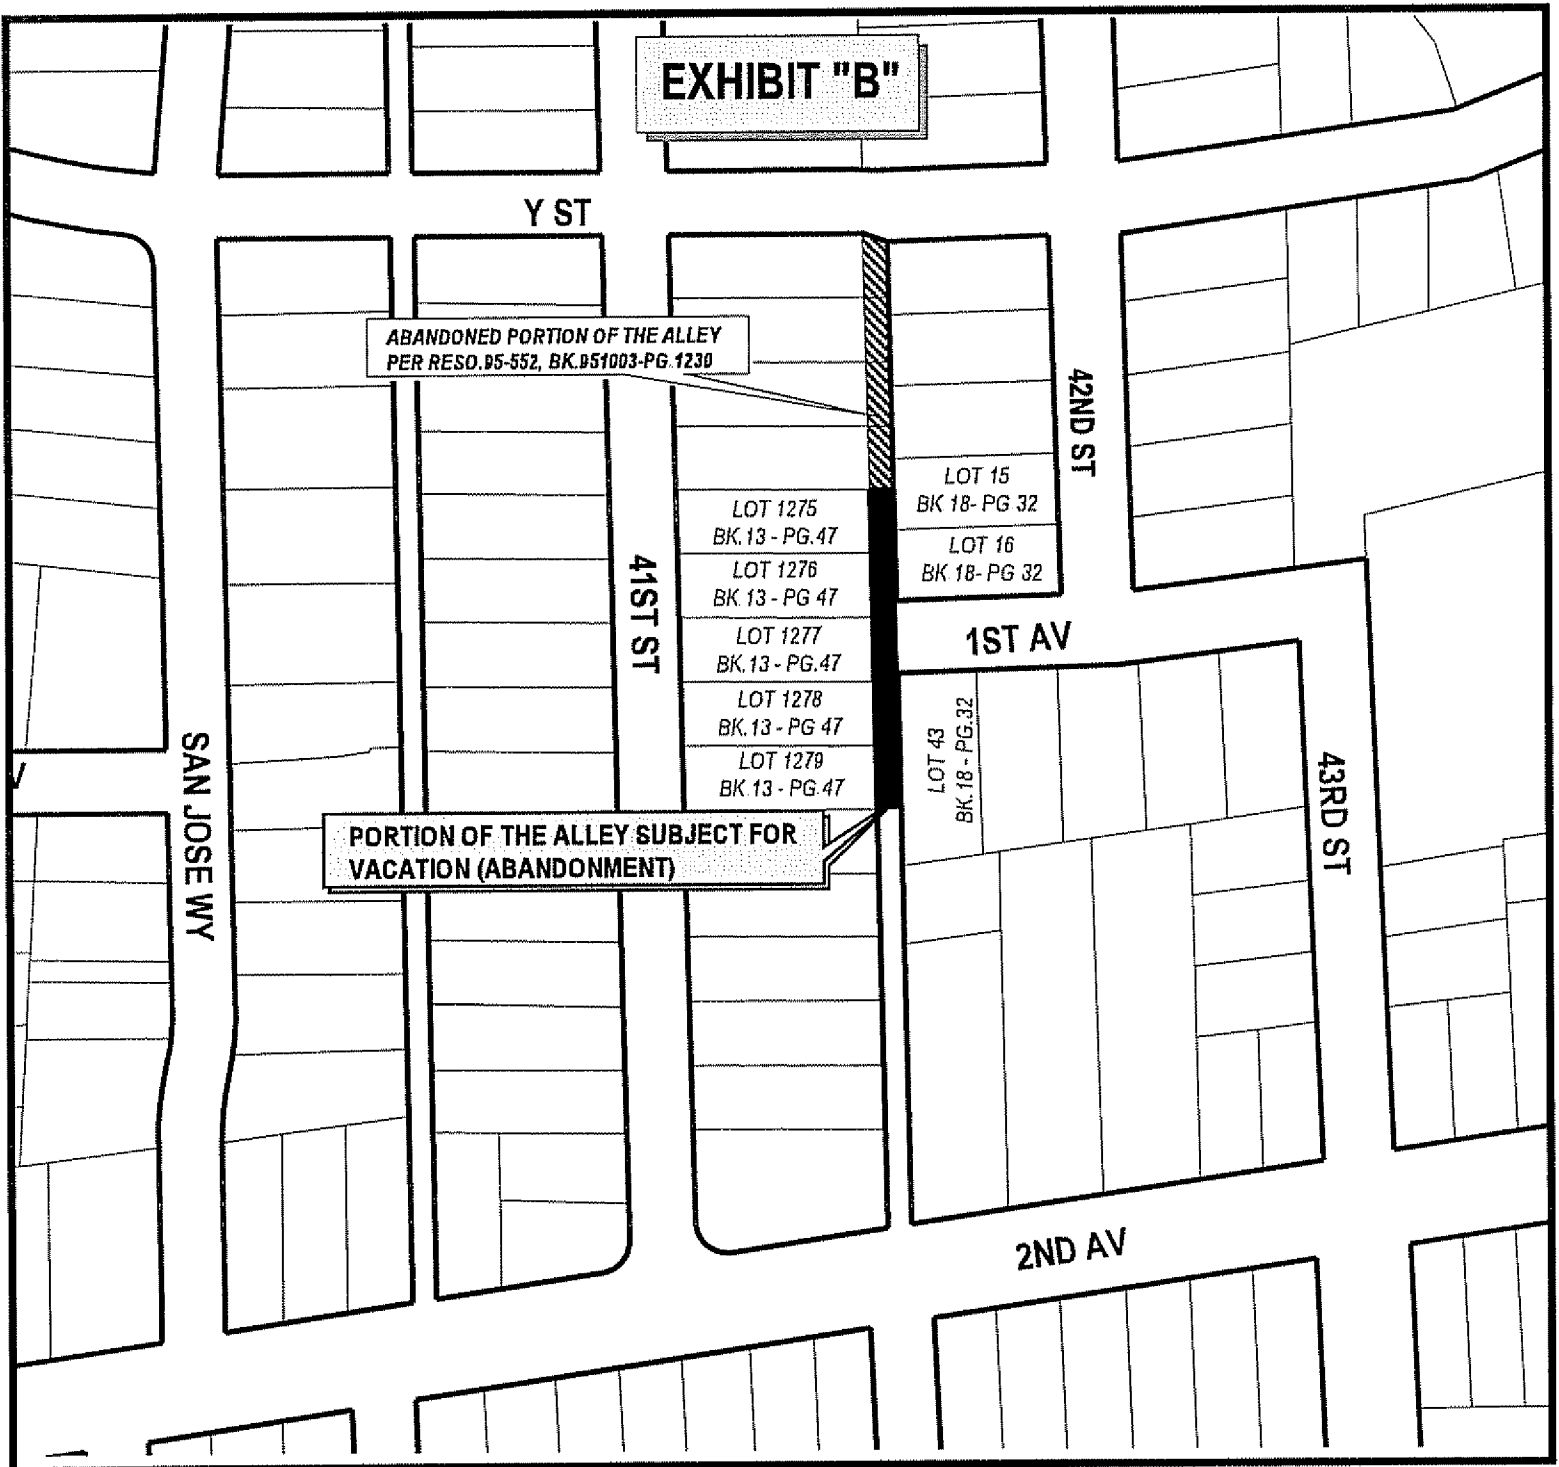 EXHIBIT "B"
Y ST
ABANDONED PORTION OF THE ALLEY
PER RESO.95-552, BK.951003-PG.1230
42ND ST
LOT 15
BK 18- PG 32
LOT 16
BK 18- PG 32
LOT 1275
BK.13 - PG.47
LOT 1276
BK.13 - PG 47
LOT 1277
BK.13 - PG.47
LOT 1278
BK.13 - PG 47
LOT 1279
BK.13 - PG.47
41ST ST
1ST AV
LOT 43
BK.18 - PG.32
43RD ST
SAN JOSE WY
V
PORTION OF THE ALLEY SUBJECT FOR
VACATION (ABANDONMENT)
2ND AV